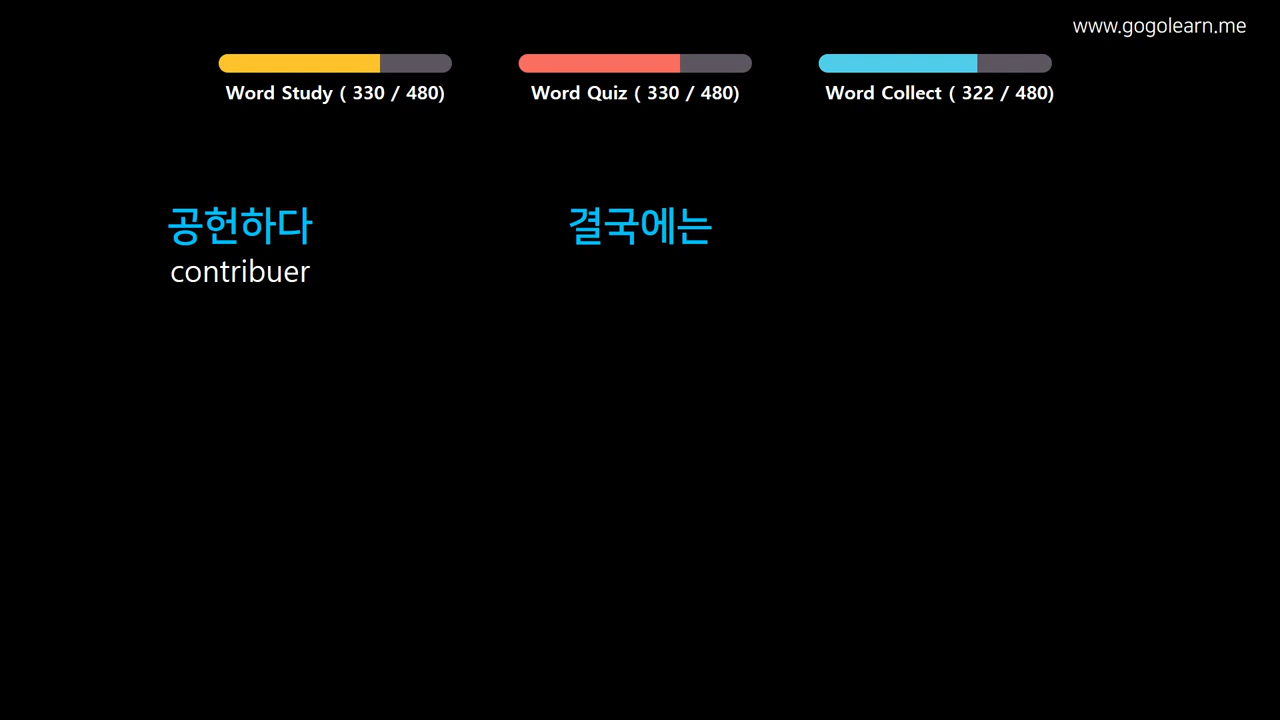 www.gogolearn.me
Word Study ( 330 / 480)
Word Quiz ( 330 / 480)
Word Collect ( 322 / 480)
공헌하다
contribuer
결국에는